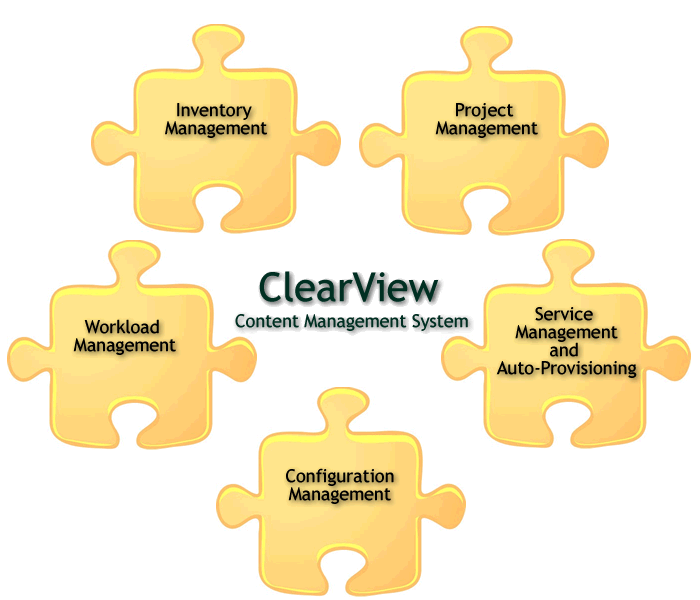 Inventory
Management
Project
Management
ClearView
Content Management System
Workload
Management
Service
Management
and
Auto-Provisioning
Configuration
Management